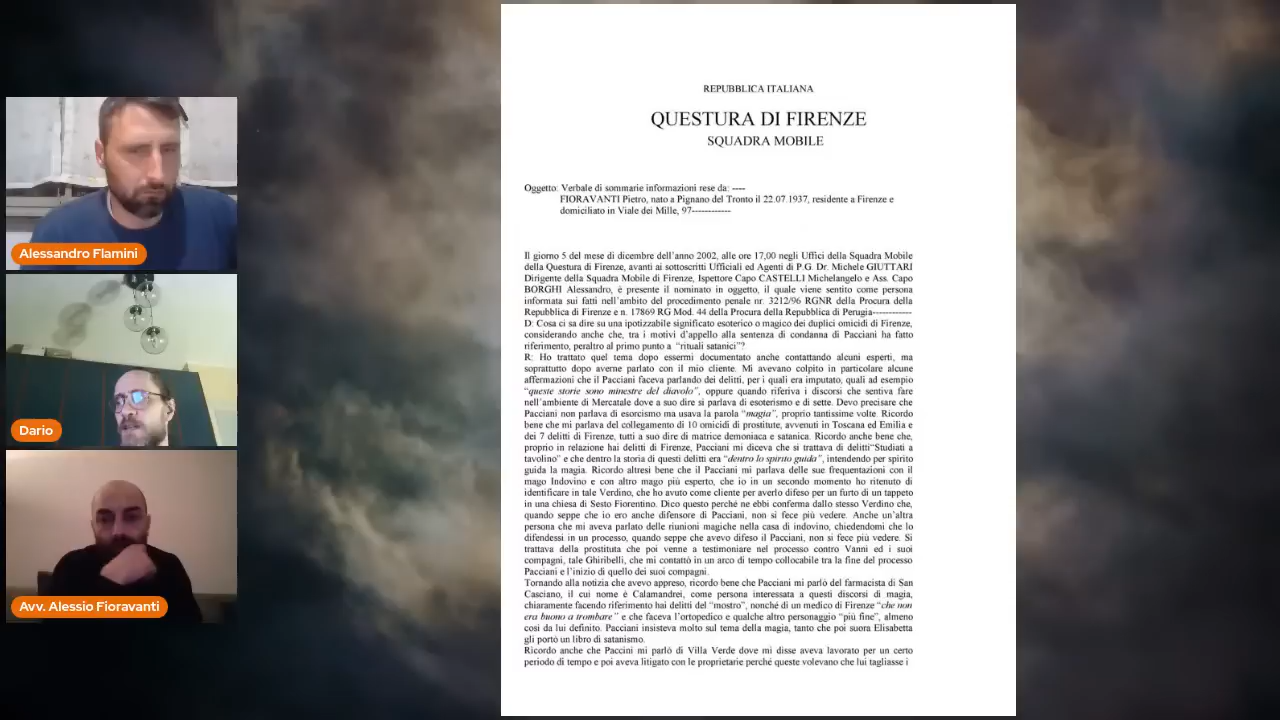 Alessandro Flamini
Dario
Avv. Alessio Fioravanti
REPUBBLICA ITALIANA
QUESTURA DI FIRENZE
SQUADRA MOBILE
Oggetto: Verbale di sommarie informazioni rese da: ----
FIORAVANTI Pietro, nato a Pignano del Tronto il 22.07.1937, residente a Firenze e
domiciliato in Viale dei Mille, 97------------
Il giorno 5 del mese di dicembre dell'anno 2002, alle ore 17,00 negli Uffici della Squadra Mobile
della Questura di Firenze, avanti ai sottoscritti Ufficiali ed Agenti di P.G. Dr. Michele GIUTTARI
Dirigente della Squadra Mobile di Firenze, Ispettore Capo CASTELLI Michelangelo e Ass. Capo
BORGHI Alessandro, è presente il nominato in oggetto, il quale viene sentito come persona
informata sui fatti nell'ambito del procedimento penale nr. 3212/96 RGNR della Procura della
Repubblica di Firenze e n. 17869 RG Mod. 44 della Procura della Repubblica di Perugia------------
D: Cosa ci sa dire su una ipotizzabile significato esoterico o magico dei duplici omicidi di Firenze,
considerando anche che, tra i motivi d'appello alla sentenza di condanna di Pacciani ha fatto
riferimento, peraltro al primo punto a "rituali satanici"?
R: Ho trattato quel tema dopo essermi documentato anche contattando alcuni esperti, ma
soprattutto dopo averne parlato con il mio cliente. Mi avevano colpito in particolare alcune
affermazioni che il Pacciani faceva parlando dei delitti, per i quali era imputato, quali ad esempio
"queste storie sono minestre del diavolo", oppure quando riferiva i discorsi che sentiva fare
nell'ambiente di Mercatale dove a suo dire si parlava di esoterismo e di sette. Devo precisare che
Pacciani non parlava di esorcismo ma usava la parola "magia", proprio tantissime volte. Ricordo
bene che mi parlava del collegamento di 10 omicidi di prostitute, avvenuti in Toscana ed Emilia e
dei 7 delitti di Firenze, tutti a suo dire di matrice demoniaca e satanica. Ricordo anche bene che,
proprio in relazione hai delitti di Firenze, Pacciani mi diceva che si trattava di delitti"Studiati a
tavolino" e che dentro la storia di questi delitti era "dentro lo spirito guida", intendendo per spirito
guida la magia. Ricordo altresì bene che il Pacciani mi parlava delle sue frequentazioni con il
mago Indovino e con altro mago più esperto, che io in un secondo momento ho ritenuto di
identificare in tale Verdino, che ho avuto come cliente per averlo difeso per un furto di un tappeto
in una chiesa di Sesto Fiorentino. Dico questo perché ne ebbi conferma dallo stesso Verdino che,
quando seppe che io ero anche difensore di Pacciani, non si fece più vedere. Anche un'altra
persona che mi aveva parlato delle riunioni magiche nella casa di indovino, chiedendomi che lo
difendessi in un processo, quando seppe che avevo difeso il Pacciani, non si fece più vedere. Si
trattava della prostituta che poi venne a testimoniare nel processo contro Vanni ed i suoi
compagni, tale Ghiribelli, che mi contattò in un arco di tempo collocabile tra la fine del processo
Pacciani e l'inizio di quello dei suoi compagni.
Tornando alla notizia che avevo appreso, ricordo bene che Pacciani mi parlò del farmacista di San
Casciano, il cui nome è Calamandrei, come persona interessata a questi discorsi di magia,
chiaramente facendo riferimento hai delitti del "mostro", nonché di un medico di Firenze "che non
era buono a trombare" e che faceva l'ortopedico e qualche altro personaggio "più fine", almeno
così da lui definito. Pacciani insisteva molto sul tema della magia, tanto che poi suora Elisabetta
gli portò un libro di satanismo.
Ricordo anche che Paccini mi parlò di Villa Verde dove mi disse aveva lavorato per un certo
periodo di tempo e poi aveva litigato con le proprietarie perché queste volevano che lui tagliasse i